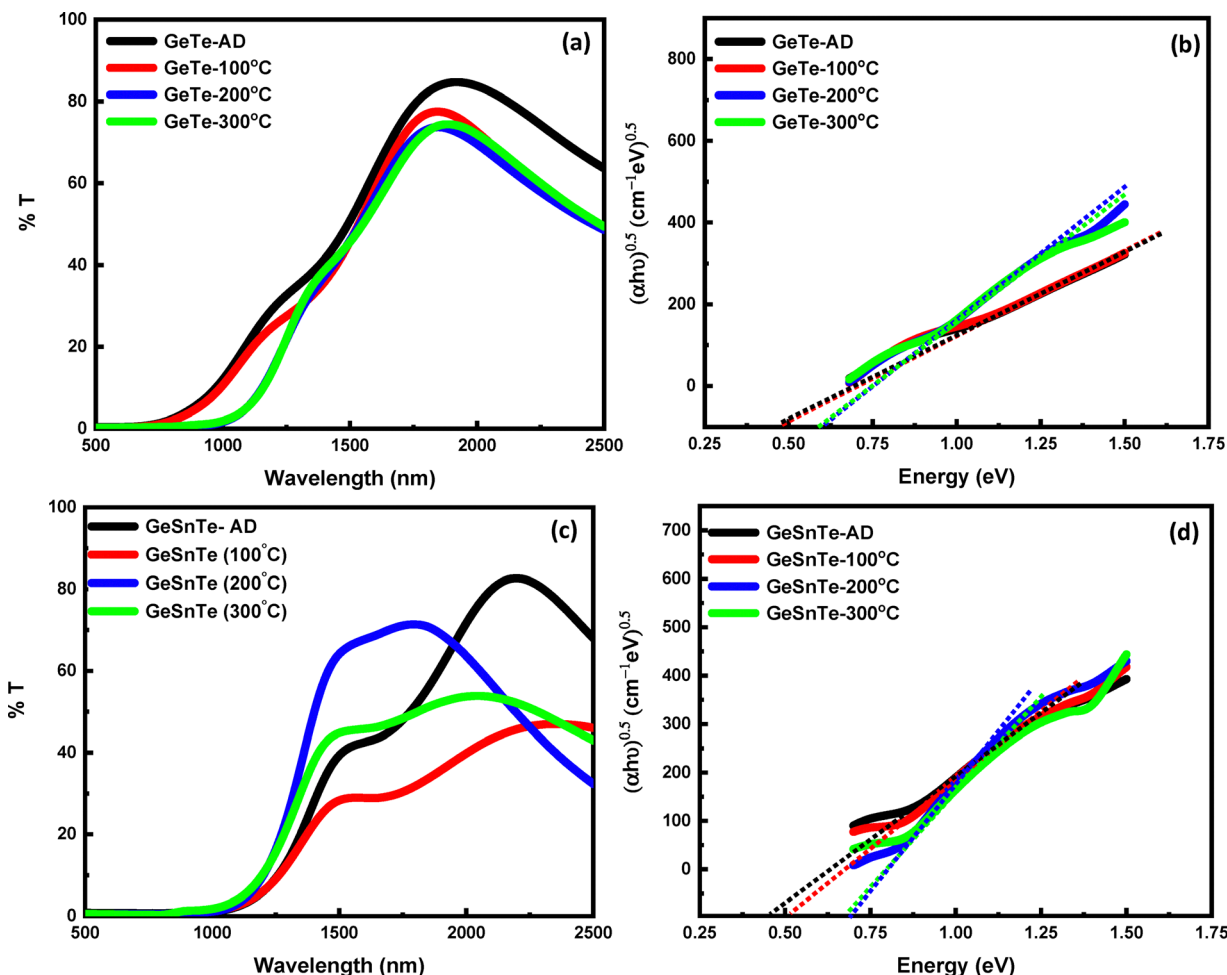 100
80
60
40
20
0
% T
GeTe-AD
GeTe-100°C
GeTe-200°C
GeTe-300°C
(a)
500 1000 1500 2000 2500
Wavelength (nm)
800
600
400
200
0
(αhυ)^0.5 (cm⁻¹eV)^0.5
GeTe-AD
GeTe-100°C
GeTe-200°C
GeTe-300°C
(b)
0.25 0.50 0.75 1.00 1.25 1.50 1.75
Energy (eV)
100
80
60
40
20
0
% T
GeSnTe- AD
GeSnTe (100°C)
GeSnTe (200°C)
GeSnTe (300°C)
(c)
500 1000 1500 2000 2500
Wavelength (nm)
700
600
500
400
300
200
100
0
(αhυ)^0.5 (cm⁻¹eV)^0.5
GeSnTe-AD
GeSnTe-100°C
GeSnTe-200°C
GeSnTe-300°C
(d)
0.25 0.50 0.75 1.00 1.25 1.50 1.75
Energy (eV)